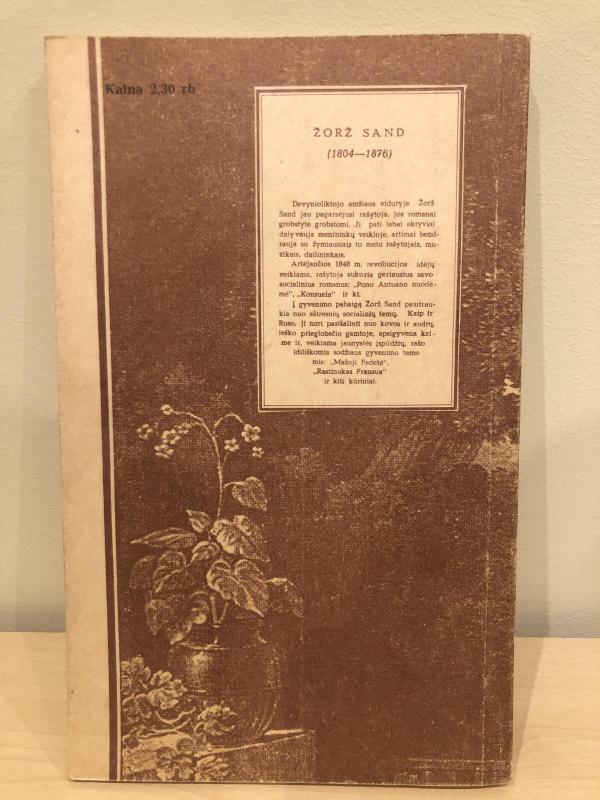 Kaina 2,30 rb
ŽORŽ SAND
(1804—1876)
Devynioliktojo amžiaus viduryje Žorž
Sand jau pagarsėjusi rašytoja, jos romanai
grobstyte grobstomi. Ji pati labai aktyviai
dalyvauja menininkų veikloje, artimai bend-
rauja su žymiausiais to meto rašytojais, mu-
zikais, dailininkais.
Artėjančios 1848 m. revoliucijos idėjų
veikiama, rašytoja sukuria geriausius savo
socialinius romanus: „Pono Antuano nuodė-
mė", „Konsuela" ir kt.
Į gyvenimo pabaigą Žorž Sand pasitrau-
kia nuo aštresnių socialinių temų. Kaip ir
Ruso, ji nori pasišalinti nuo kovos ir audrų,
ieško prieglobsčio gamtoje, apsigyvena kai-
me ir, veikiama jaunystės įspūdžių, rašo
idiliškomis sodžiaus gyvenimo temo
mis: „Mažoji Fadetė",
„Rastinukas Fransua"
ir kiti kūriniai.